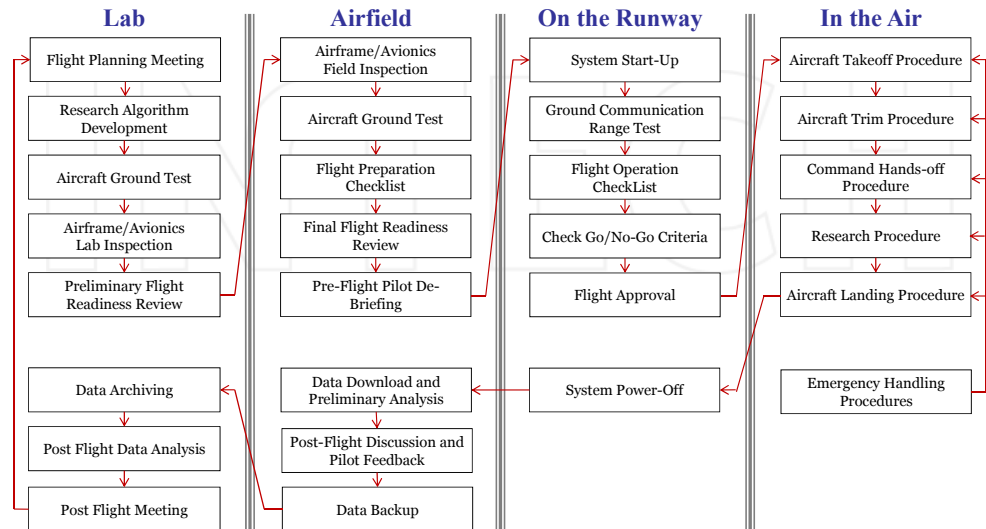 Lab
Flight Planning Meeting
Research Algorithm
Development
Aircraft Ground Test
Airframe/Avionics
Lab Inspection
Preliminary Flight
Readiness Review
Data Archiving
Post Flight Data Analysis
Post Flight Meeting
Airfield
Airframe/Avionics
Field Inspection
Aircraft Ground Test
Flight Preparation
Checklist
Final Flight Readiness
Review
Pre-Flight Pilot De-
Briefing
Data Download and
Preliminary Analysis
Post-Flight Discussion and
Pilot Feedback
Data Backup
On the Runway
System Start-Up
Ground Communication
Range Test
Flight Operation
CheckList
Check Go/No-Go Criteria
Flight Approval
System Power-Off
In the Air
Aircraft Takeoff Procedure
Aircraft Trim Procedure
Command Hands-off
Procedure
Research Procedure
Aircraft Landing Procedure
Emergency Handling
Procedures
INTECH